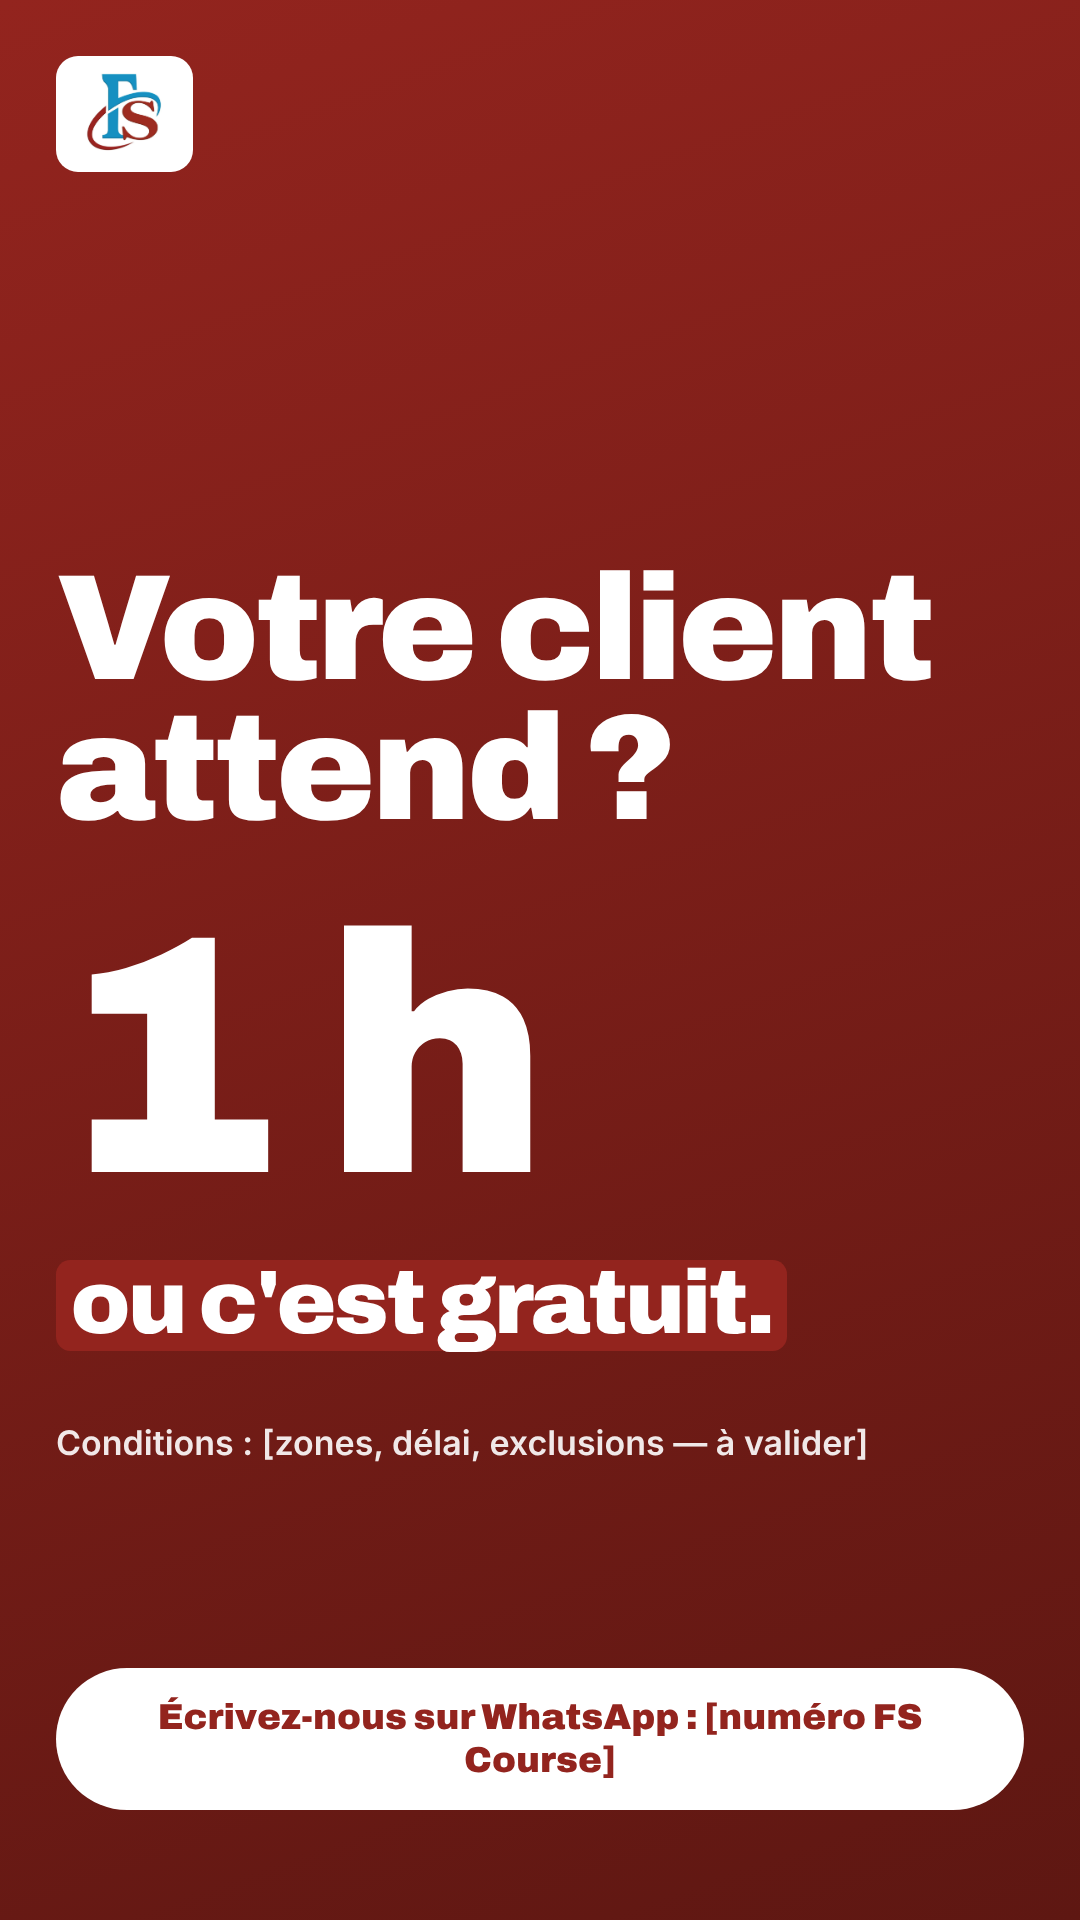 FS
Votre client
attend ?
1 h
ou c'est gratuit.
Conditions : [zones, délai, exclusions — à valider]
Écrivez-nous sur WhatsApp : [numéro FS
Course]